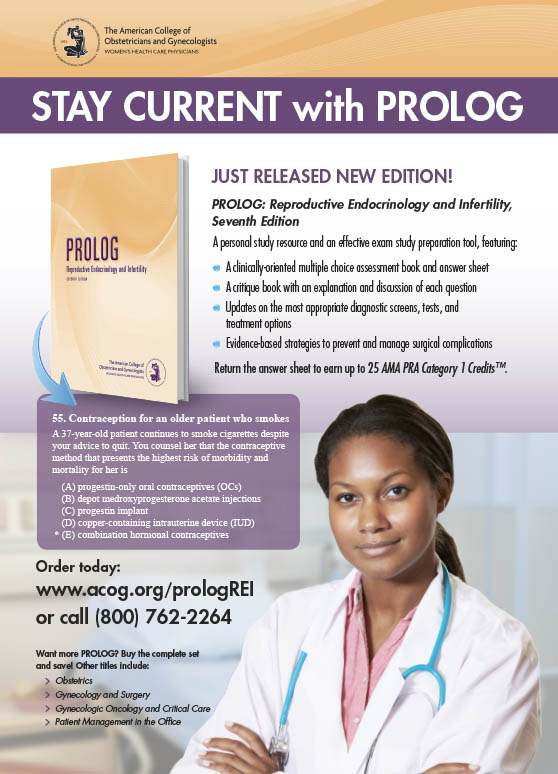 The American College of
Obstetricians and Gynecologists
WOMEN'S HEALTH CARE PHYSICIANS
STAY CURRENT with PROLOG
JUST RELEASED NEW EDITION!
PROLOG: Reproductive Endocrinology and Infertility,
Seventh Edition
A personal study resource and an effective exam study preparation tool, featuring:
A clinically-oriented multiple choice assessment book and answer sheet
A critique book with an explanation and discussion of each question
Updates on the most appropriate diagnostic screens, tests, and
treatment options
Evidence-based strategies to prevent and manage surgical complications
Return the answer sheet to earn up to 25 AMA PRA Category 1 Credits™.
PROLOG
Reproductive Endocrinology and Infertility
SEVENTH EDITION
The American College of
Obstetricians and Gynecologists
WOMEN'S HEALTH CARE PHYSICIANS
55. Contraception for an older patient who smokes
A 37-year-old patient continues to smoke cigarettes despite
your advice to quit. You counsel her that the contraceptive
method that presents the highest risk of morbidity and
mortality for her is
(A) progestin-only oral contraceptives (OCs)
(B) depot medroxyprogesterone acetate injections
(C) progestin implant
(D) copper-containing intrauterine device (IUD)
* (E) combination hormonal contraceptives
Order today:
www.acog.org/prologREI
or call (800) 762-2264
Want more PROLOG? Buy the complete set
and save! Other titles include:
> Obstetrics
> Gynecology and Surgery
> Gynecologic Oncology and Critical Care
> Patient Management in the Office